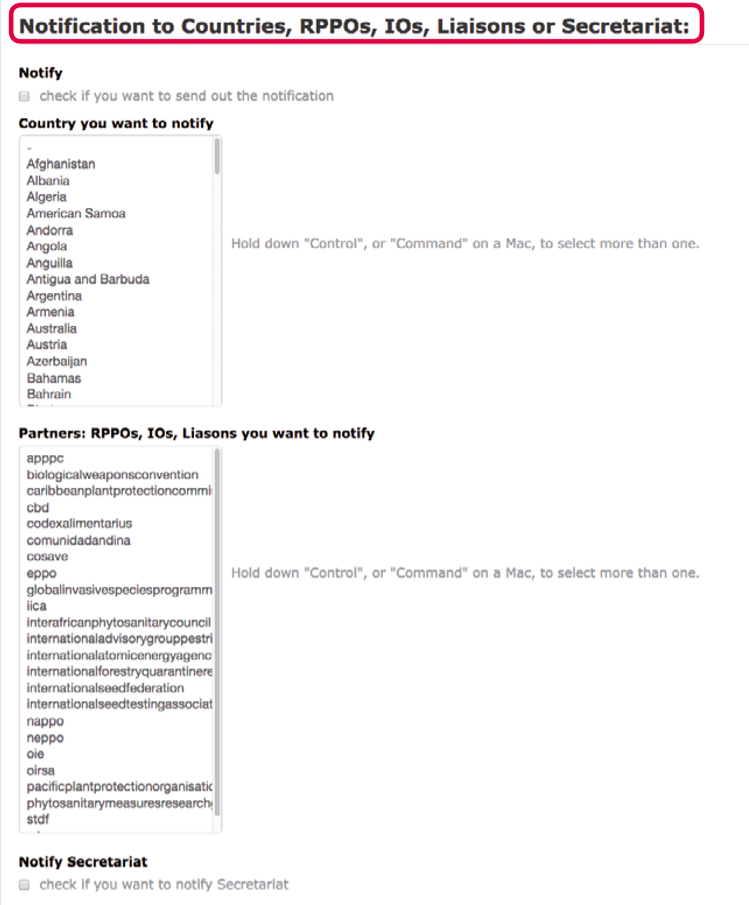 Notification to Countries, RPPOs, IOs, Liaisons or Secretariat:
Notify
check if you want to send out the notification
Country you want to notify
-
Afghanistan
Albania
Algeria
American Samoa
Andorra
Angola
Anguilla
Antigua and Barbuda
Argentina
Armenia
Australia
Austria
Azerbaijan
Bahamas
Bahrain
Hold down "Control", or "Command" on a Mac, to select more than one.
Partners: RPPOs, IOs, Liasons you want to notify
apppc
biologicalweaponsconvention
caribbeanplantprotectioncommi
cbd
codexalimentarius
comunidadandina
cosave
eppo
globalinvasivespeciesprogramm
iica
interafricanphytosanitarycouncil
internationaladvisorygrouppestri
internationalatomicenergyagenc
internationalforestryquarantinere
internationalseedfederation
internationalseedtestingassociat
nappo
neppo
oie
oirsa
pacificplantprotectionorganisatic
phytosanitarymeasuresresearchg
stdf
Hold down "Control", or "Command" on a Mac, to select more than one.
Notify Secretariat
check if you want to notify Secretariat